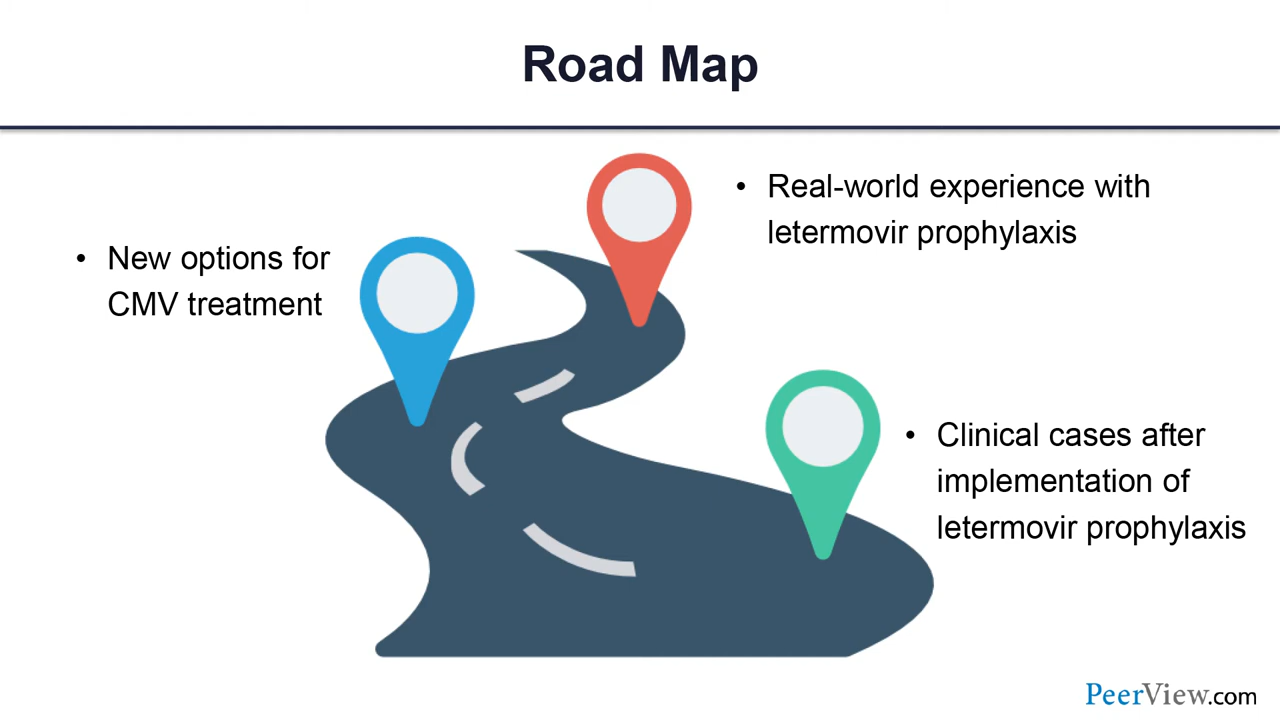 Road Map
• Real-world experience with
letermovir prophylaxis
• New options for
CMV treatment
• Clinical cases after
implementation of
letermovir prophylaxis
PeerView.com